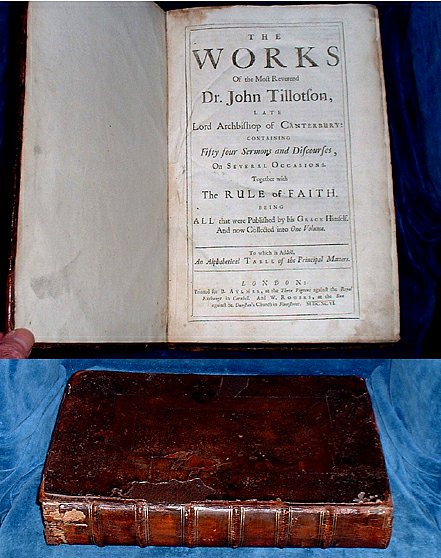 THE
WORKS
Of the Most Reverend
Dr. John Tillotſon,
LATE
Lord Archbiſhop of CANTERBURY:
CONTAINING
Fifty four Sermons and Diſcourſes,
On SEVERAL OCCASIONS.
Together with
The RULE of FAITH.
BEING
ALL that were Publiſhed by his GRACE Himſelf.
And now Collected into One Volume.
To which is Added,
An Alphabetical TABLE of the Principal Matters.
LONDON:
Printed for B. AYLMER, at the Three Pigeons againſt the Royal
Exchange in Cornhill. And W. ROGERS, at the Sun
againſt St. Dunſtan's Church in Fleetſtreet. MDCXCVI.